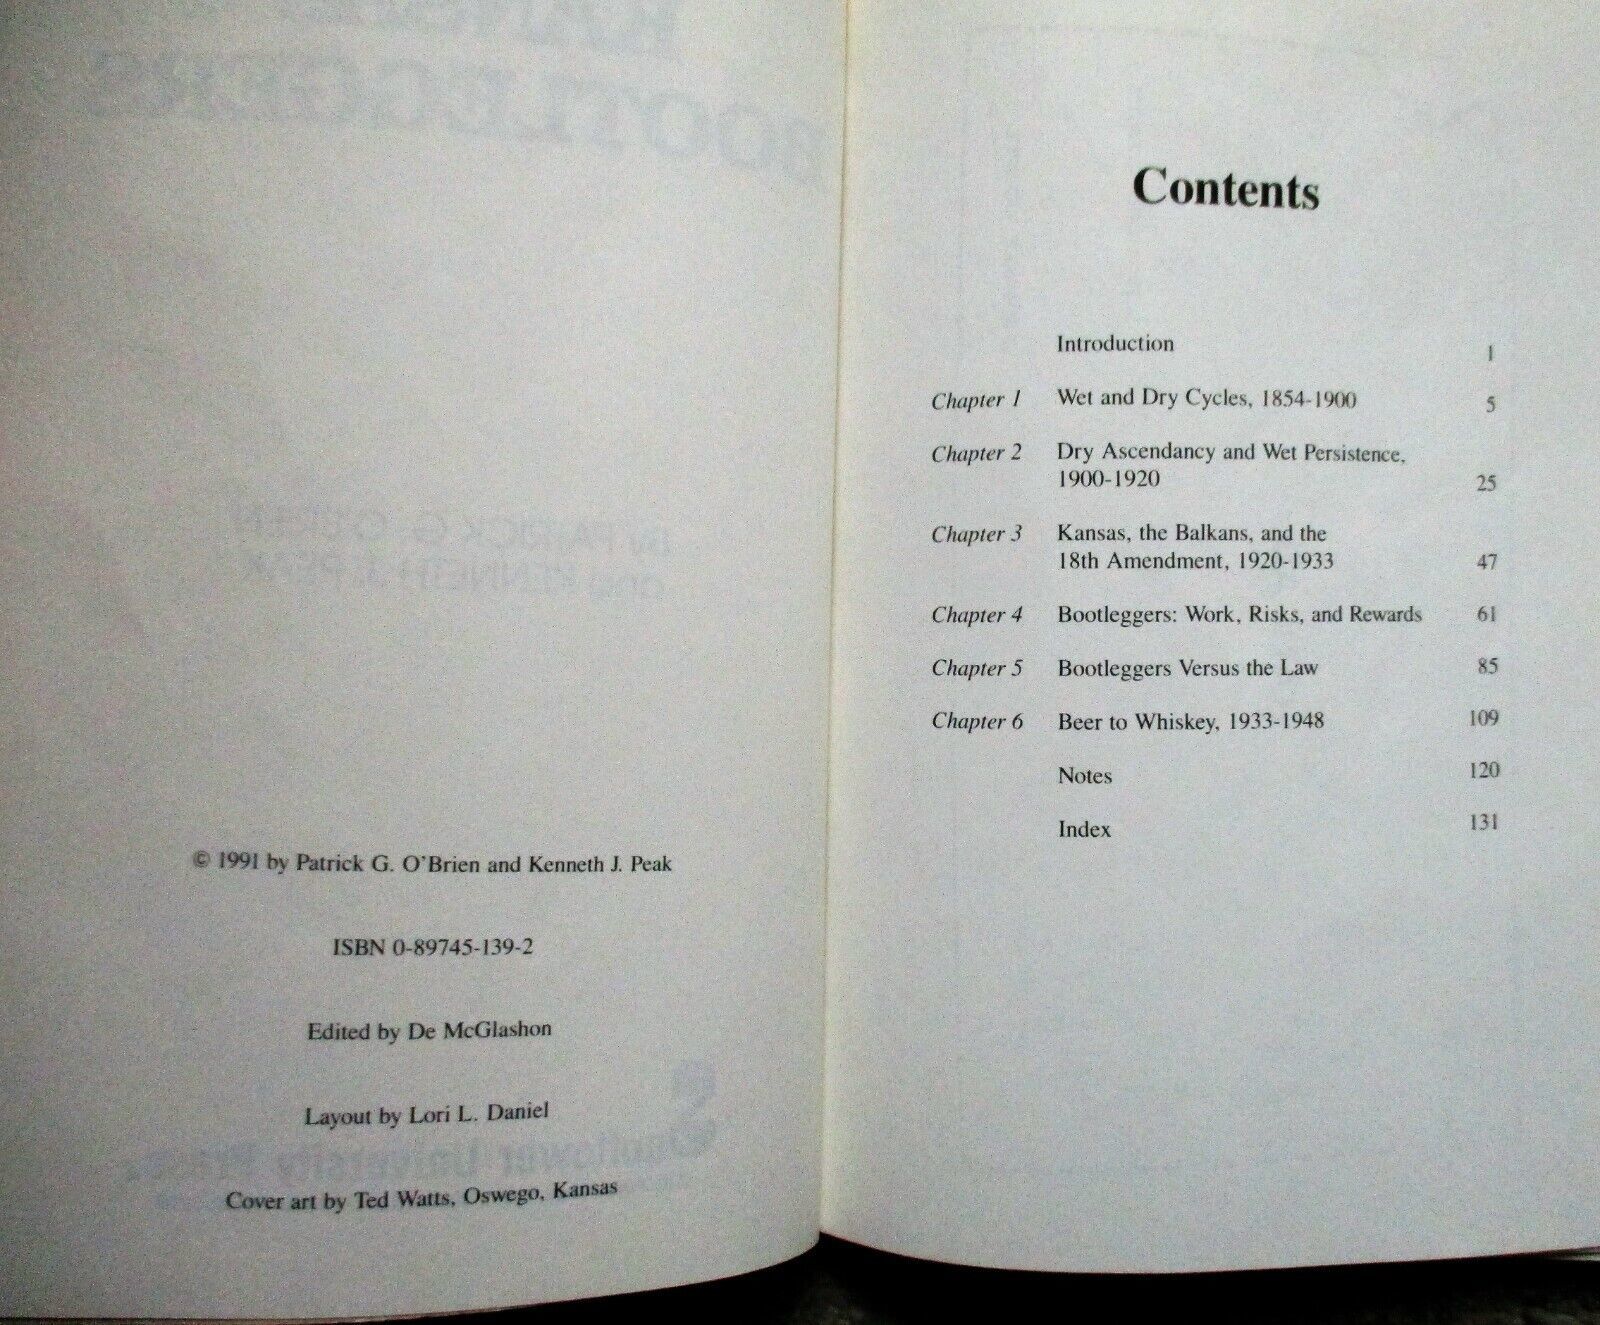 © 1991 by Patrick G. O'Brien and Kenneth J. Peak
ISBN 0-89745-139-2
Edited by De McGlashon
Layout by Lori L. Daniel
Cover art by Ted Watts, Oswego, Kansas
Contents
Introduction 1
Chapter 1 Wet and Dry Cycles, 1854-1900 5
Chapter 2 Dry Ascendancy and Wet Persistence,
1900-1920 25
Chapter 3 Kansas, the Balkans, and the
18th Amendment, 1920-1933 47
Chapter 4 Bootleggers: Work, Risks, and Rewards 61
Chapter 5 Bootleggers Versus the Law 85
Chapter 6 Beer to Whiskey, 1933-1948 109
Notes 120
Index 131